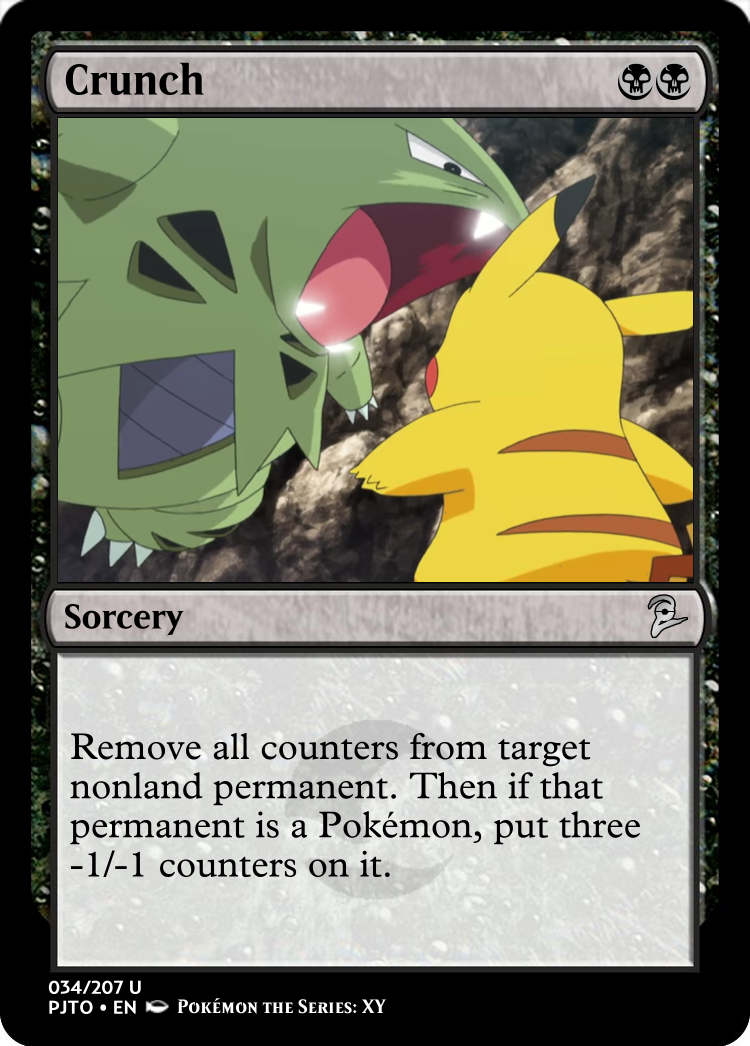 Crunch
Sorcery
Remove all counters from target
nonland permanent. Then if that
permanent is a Pokémon, put three
-1/-1 counters on it.
034/207 U
PJTO • EN Pokémon the Series: XY